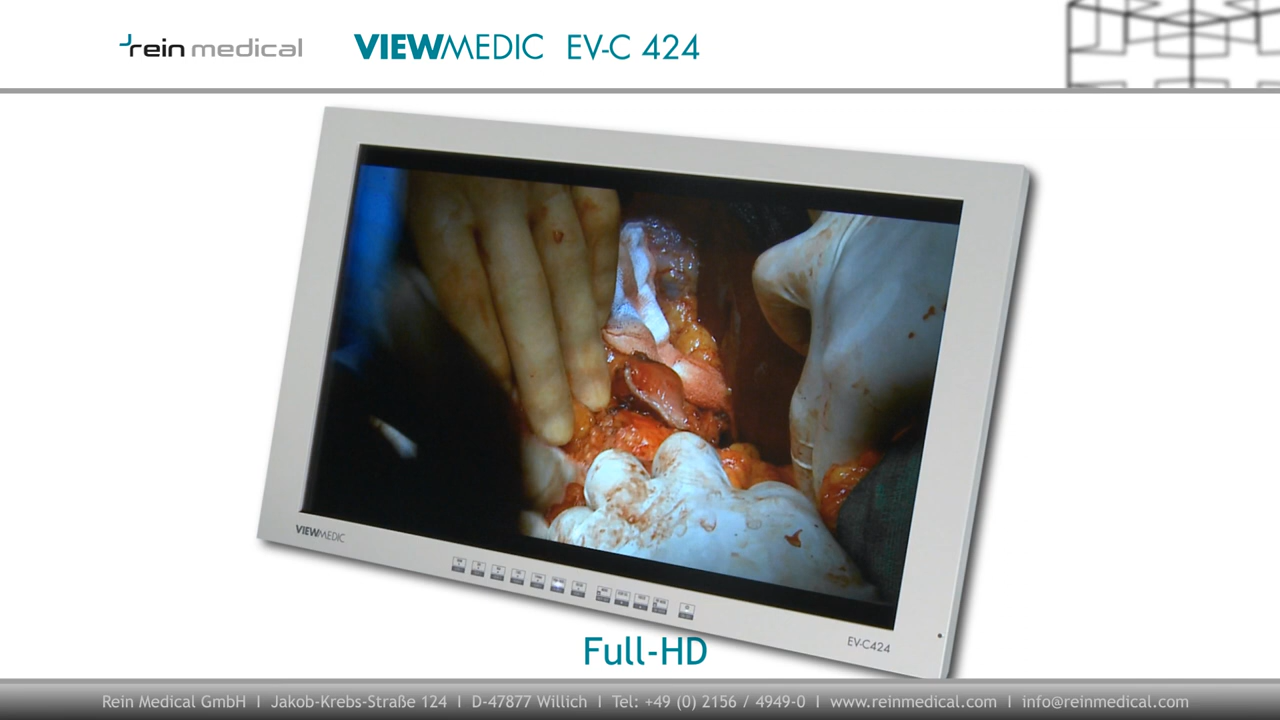 rein medical VIEWMEDIC EV-C 424
VIEWMEDIC
EV-C424
Full-HD
Rein Medical GmbH | Jakob-Krebs-Straße 124 | D-47877 Willich | Tel: +49 (0) 2156 / 4949-0 | www.reinmedical.com | info@reinmedical.com